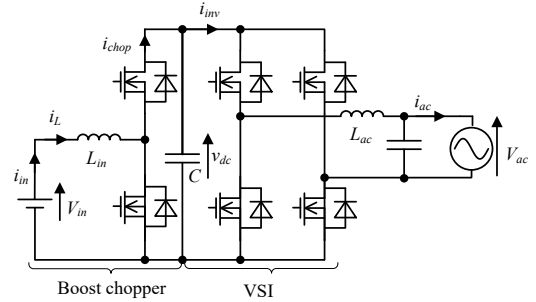 i_inv
i_chop
i_L
i_ac
L_in
L_ac
i_in
v_dc
C
V_in
V_ac
Boost chopper
VSI